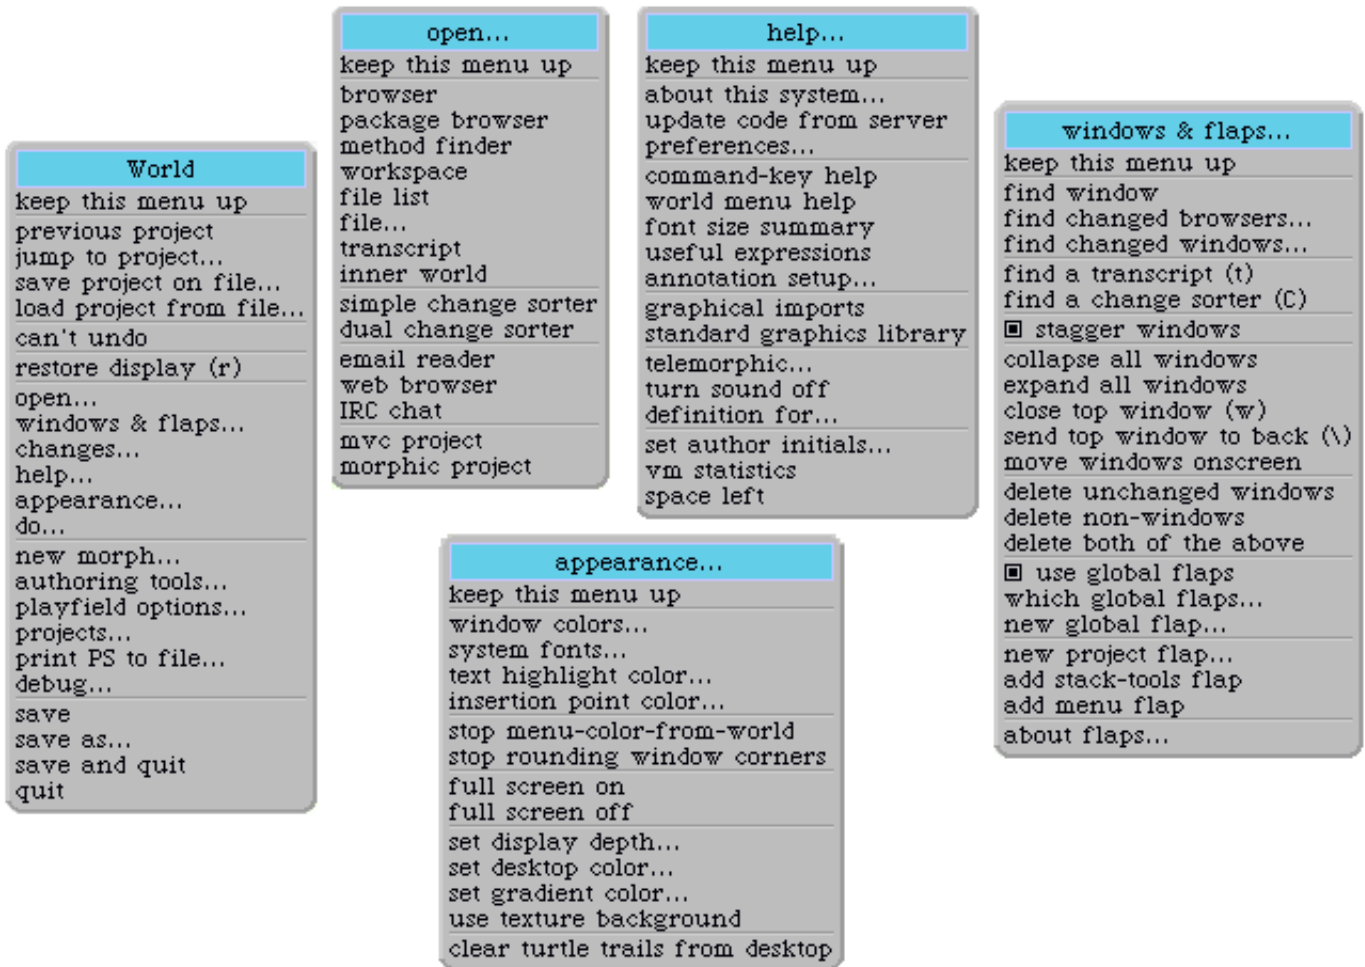 World
keep this menu up
previous project
jump to project...
save project on file...
load project from file...
can't undo
restore display (r)
open...
windows & flaps...
changes...
help...
appearance...
do...
new morph...
authoring tools...
playfield options...
projects...
print PS to file...
debug...
save
save as...
save and quit
quit
open...
keep this menu up
browser
package browser
method finder
workspace
file list
file...
transcript
inner world
simple change sorter
dual change sorter
email reader
web browser
IRC chat
mvc project
morphic project
help...
keep this menu up
about this system...
update code from server
preferences...
command-key help
world menu help
font size summary
useful expressions
annotation setup...
graphical imports
standard graphics library
telemorphic...
turn sound off
definition for...
set author initials...
vm statistics
space left
appearance...
keep this menu up
window colors...
system fonts...
text highlight color...
insertion point color...
stop menu-color-from-world
stop rounding window corners
full screen on
full screen off
set display depth...
set desktop color...
set gradient color...
use texture background
clear turtle trails from desktop
windows & flaps...
keep this menu up
find window
find changed browsers...
find changed windows...
find a transcript (t)
find a change sorter (C)
stagger windows
collapse all windows
expand all windows
close top window (w)
send top window to back (\)
move windows onscreen
delete unchanged windows
delete non-windows
delete both of the above
use global flaps
which global flaps...
new global flap...
new project flap...
add stack-tools flap
add menu flap
about flaps...